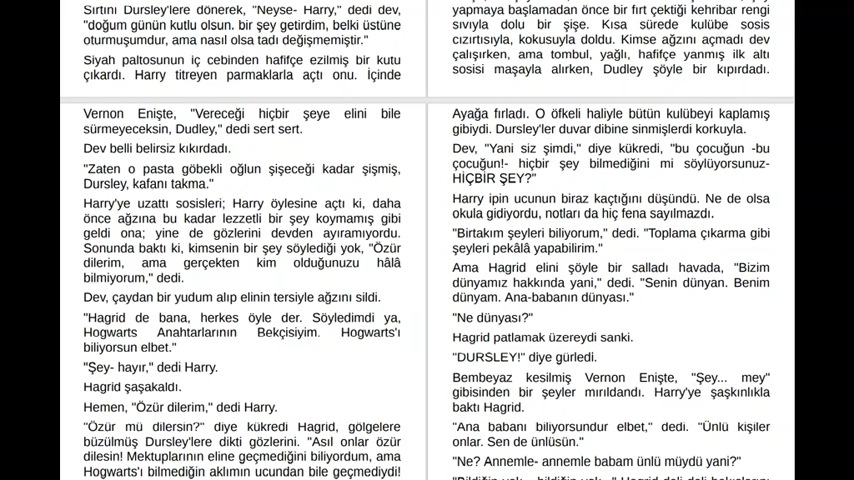 Sırtını Dursley'lere dönerek, "Neyse- Harry," dedi dev,
"doğum günün kutlu olsun. bir şey getirdim, belki üstüne
oturmuşumdur, ama nasıl olsa tadı değişmemiştir."
Siyah paltosunun iç cebinden hafifçe ezilmiş bir kutu
çıkardı. Harry titreyen parmaklarla açtı onu. İçinde
Vernon Enişte, "Vereceği hiçbir şeye elini bile
sürmeyeceksin, Dudley," dedi sert sert.
Dev belli belirsiz kıkırdadı.
"Zaten o pasta göbekli oğlun şişeceği kadar şişmiş,
Dursley, kafanı takma."
Harry'ye uzattı sosisleri; Harry öylesine açtı ki, daha
önce ağzına bu kadar lezzetli bir şey koymamış gibi
geldi ona; yine de gözlerini devden ayıramıyordu.
Sonunda baktı ki, kimsenin bir şey söylediği yok, "Özür
dilerim, ama gerçekten kim olduğunuzu hâlâ
bilmiyorum," dedi.
Dev, çaydan bir yudum alıp elinin tersiyle ağzını sildi.
"Hagrid de bana, herkes öyle der. Söyledimdi ya,
Hogwarts Anahtarlarının Bekçisiyim. Hogwarts'ı
biliyorsun elbet."
"Şey- hayır," dedi Harry.
Hagrid şaşakaldı.
Hemen, "Özür dilerim," dedi Harry.
"Özür mü dilersin?" diye kükredi Hagrid, gölgelere
büzülmüş Dursley'lere dikti gözlerini. "Asıl onlar özür
dilesin! Mektuplarının eline geçmediğini biliyordum, ama
Hogwarts'ı bilmediğin aklımın ucundan bile geçmediydi!
yapmaya başlamadan önce bir fırt çektiği kehribar rengi
sıvıyla dolu bir şişe. Kısa sürede kulübe sosis
cızırtısıyla, kokusuyla doldu. Kimse ağzını açmadı dev
çalışırken, ama tombul, yağlı, hafifçe yanmış ilk altı
sosisi maşayla alırken, Dudley şöyle bir kıpırdadı.
Ayağa fırladı. O öfkeli haliyle bütün kulübeyi kaplamış
gibiydi. Dursley'ler duvar dibine sinmişlerdi korkuyla.
Dev, "Yani siz şimdi," diye kükredi, "bu çocuğun -bu
çocuğun!- hiçbir şey bilmediğini mi söylüyorsunuz-
HİÇBİR ŞEY?"
Harry ipin ucunun biraz kaçtığını düşündü. Ne de olsa
okula gidiyordu, notları da hiç fena sayılmazdı.
"Birtakım şeyleri biliyorum," dedi. "Toplama çıkarma gibi
şeyleri pekâlâ yapabilirim."
Ama Hagrid elini şöyle bir salladı havada, "Bizim
dünyamız hakkında yani," dedi. "Senin dünyan. Benim
dünyam. Ana-babanın dünyası."
"Ne dünyası?"
Hagrid patlamak üzereydi sanki.
"DURSLEY!" diye gürledi.
Bembeyaz kesilmiş Vernon Enişte, "Şey... mey"
gibisinden bir şeyler mırıldandı. Harry'ye şaşkınlıkla
baktı Hagrid.
"Ana babanı biliyorsundur elbet," dedi. "Ünlü kişiler
onlar. Sen de ünlüsün."
"Ne? Annemle- annemle babam ünlü müydü yani?"